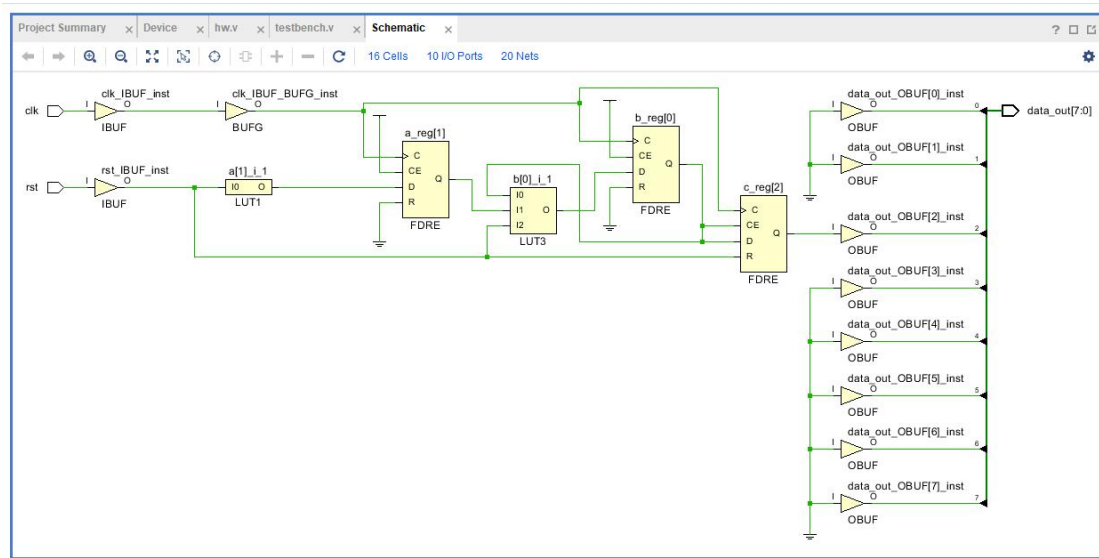 Project Summary × Device × hw.v × testbench.v × Schematic × ?
16 Cells 10 I/O Ports 20 Nets
clk
clk_IBUF_inst
I O
IBUF
clk_IBUF_BUFG_inst
I O
BUFG
rst
rst_IBUF_inst
I O
IBUF
a[1]_i_1
I0 O
LUT1
a_reg[1]
C
CE
D
R
Q
FDRE
b[0]_i_1
I0
I1
I2
O
LUT3
b_reg[0]
C
CE
D
R
Q
FDRE
c_reg[2]
C
CE
D
R
Q
FDRE
data_out_OBUF[0]_inst
I O 0
OBUF
data_out[7:0]
data_out_OBUF[1]_inst
I O 1
OBUF
data_out_OBUF[2]_inst
I O 2
OBUF
data_out_OBUF[3]_inst
I O 3
OBUF
data_out_OBUF[4]_inst
I O 4
OBUF
data_out_OBUF[5]_inst
I O 5
OBUF
data_out_OBUF[6]_inst
I O 6
OBUF
data_out_OBUF[7]_inst
I O 7
OBUF